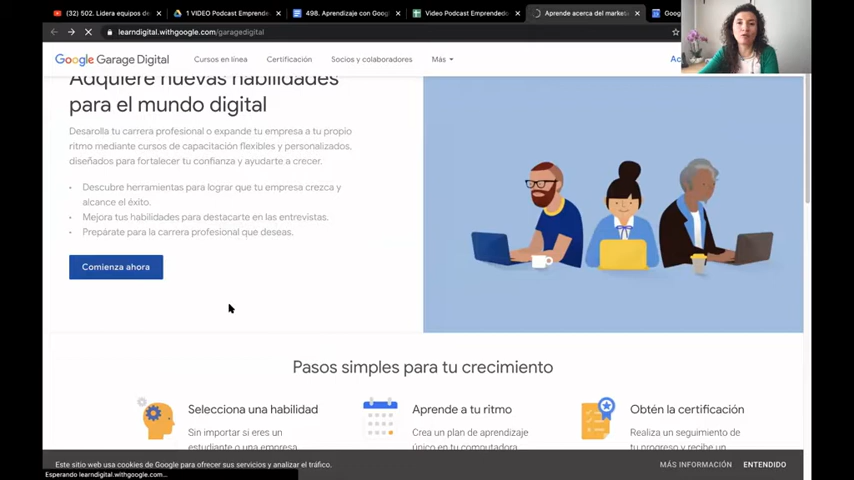 (32) 502. Lidera equipos de
1 VIDEO Podcast Emprende
498. Aprendizaje con Goog
Video Podcast Emprended
Aprende acerca del marketi
Goog
learndigital.withgoogle.com/garagedigital
Google Garage Digital
Cursos en línea
Certificación
Socios y colaboradores
Más
Adquiere nuevas habilidades
para el mundo digital
Desarolla tu carrera profesional o expande tu empresa a tu propio
ritmo mediante cursos de capacitación flexibles y personalizados,
diseñados para fortalecer tu confianza y ayudarte a crecer.
• Descubre herramientas para lograr que tu empresa crezca y
alcance el éxito.
• Mejora tus habilidades para destacarte en las entrevistas.
• Prepárate para la carrera profesional que deseas.
Comienza ahora
Pasos simples para tu crecimiento
Selecciona una habilidad
Sin importar si eres un
estudiante o una empresa
Aprende a tu ritmo
Crea un plan de aprendizaje
único en tu computadora
Obtén la certificación
Realiza un seguimiento de
tu progreso y recibe un
Este sitio web usa cookies de Google para ofrecer sus servicios y analizar el tráfico.
MÁS INFORMACIÓN
ENTENDIDO
Esperando learndigital.withgoogle.com...